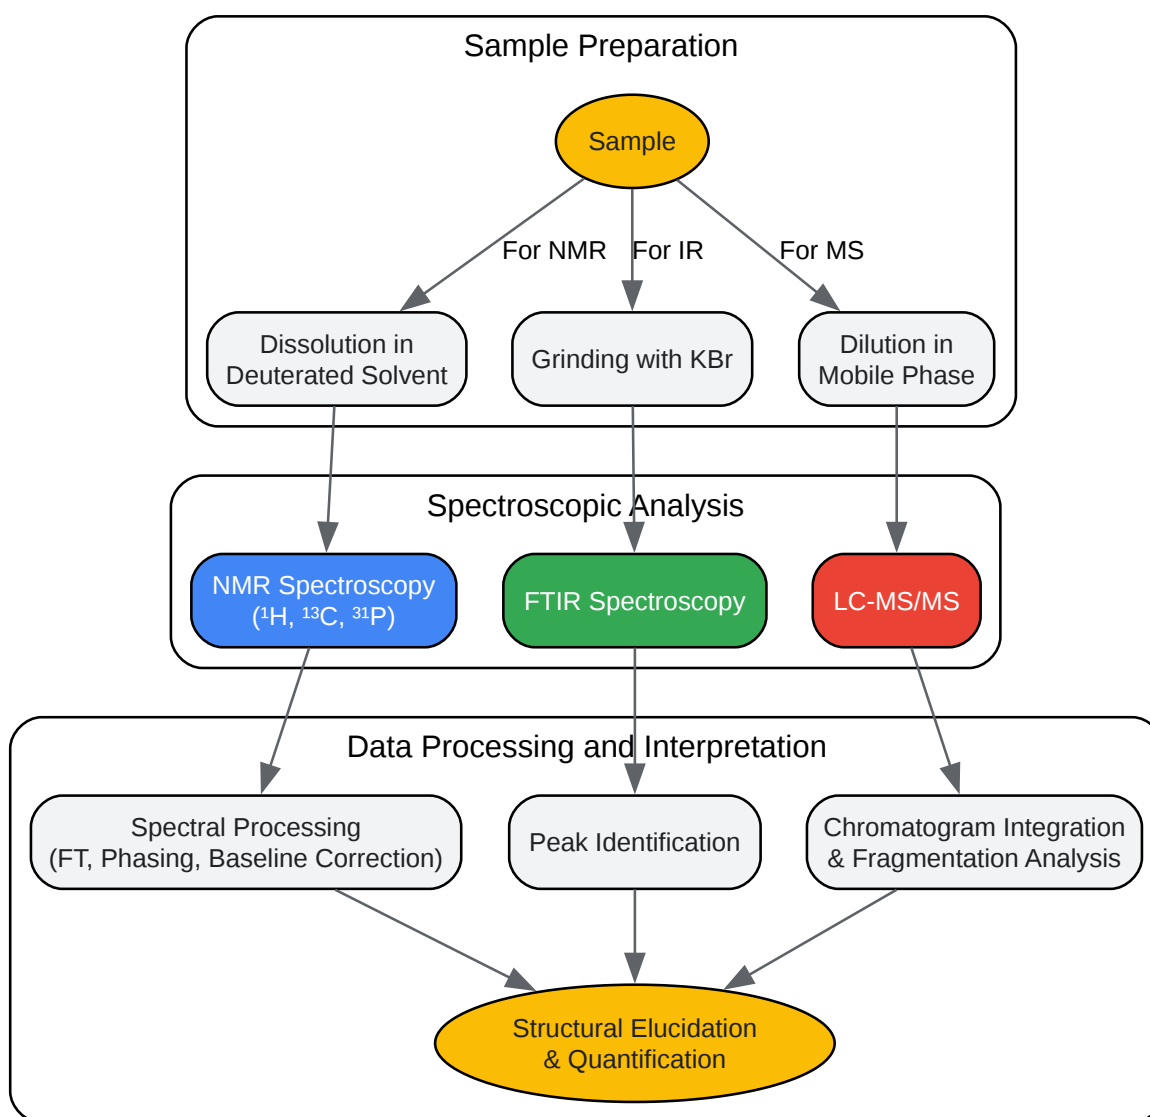 Sample Preparation
Sample
For NMR
For IR
For MS
Dissolution in
Deuterated Solvent
Grinding with KBr
Dilution in
Mobile Phase
Spectroscopic Analysis
NMR Spectroscopy
(¹H, ¹³C, ³¹P)
FTIR Spectroscopy
LC-MS/MS
Data Processing and Interpretation
Spectral Processing
(FT, Phasing, Baseline Correction)
Peak Identification
Chromatogram Integration
& Fragmentation Analysis
Structural Elucidation
& Quantification